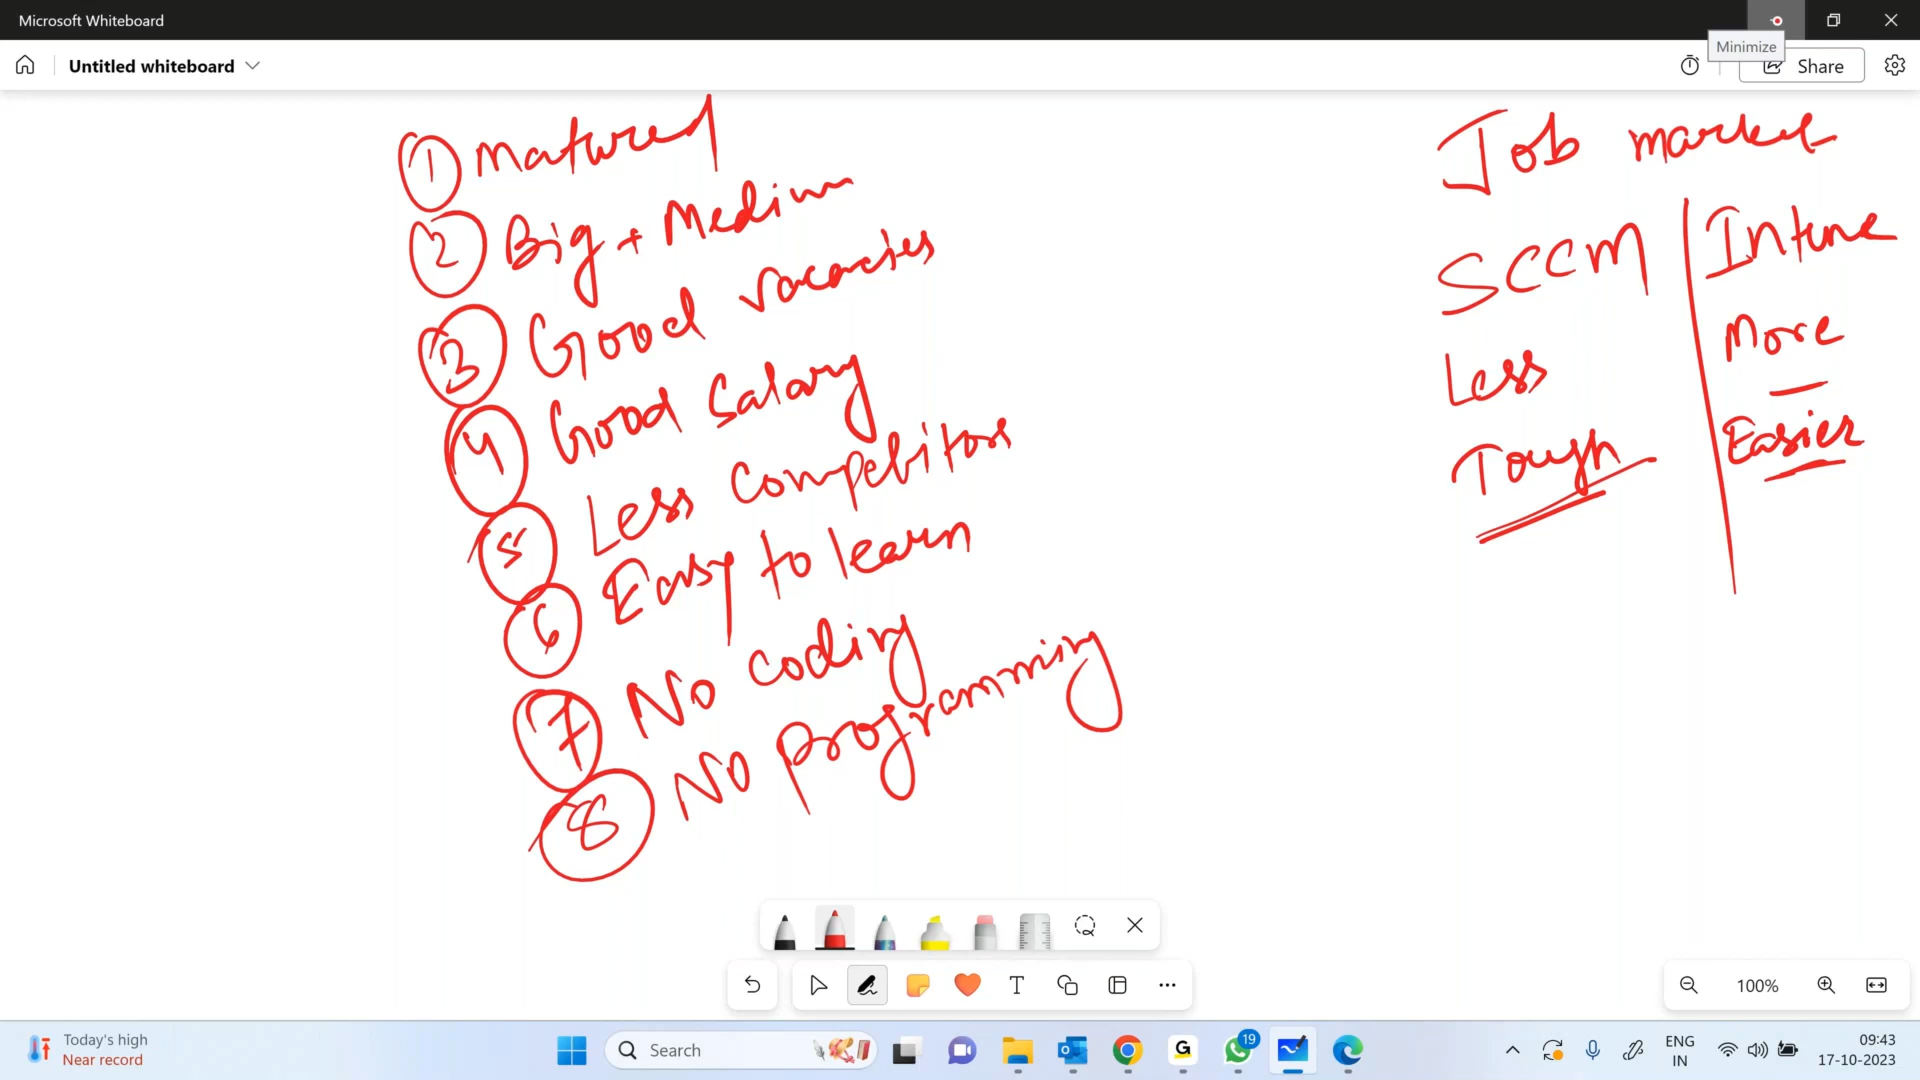 Microsoft Whiteboard
Minimize
Untitled whiteboard
Share
1 Matured
2 Big + Medium
3 Good vacacies
4 Good Salary
5 Less Competitors
6 Easy to learn
7 No coding
8 No programming
Job market
SCCM | Intune
Less More
Tough Easier
100%
Today's high
Near record
Search
19
ENG
IN
09:43
17-10-2023